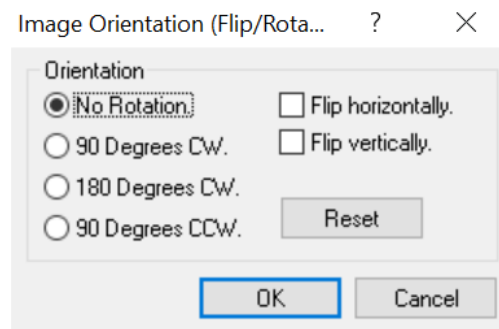 Image Orientation (Flip/Rota... ?
Orientation
No Rotation. Flip horizontally.
90 Degrees CW. Flip vertically.
180 Degrees CW.
90 Degrees CCW. Reset
OK Cancel